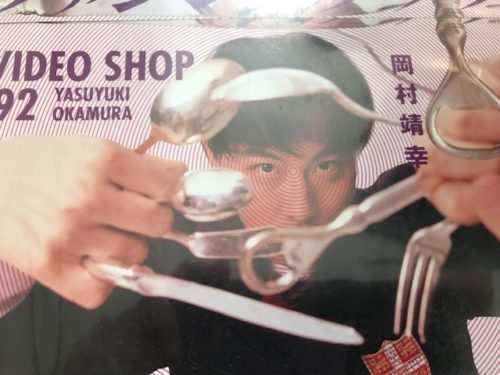 VIDEO SHOP
92 YASUYUKI
OKAMURA
岡村靖幸